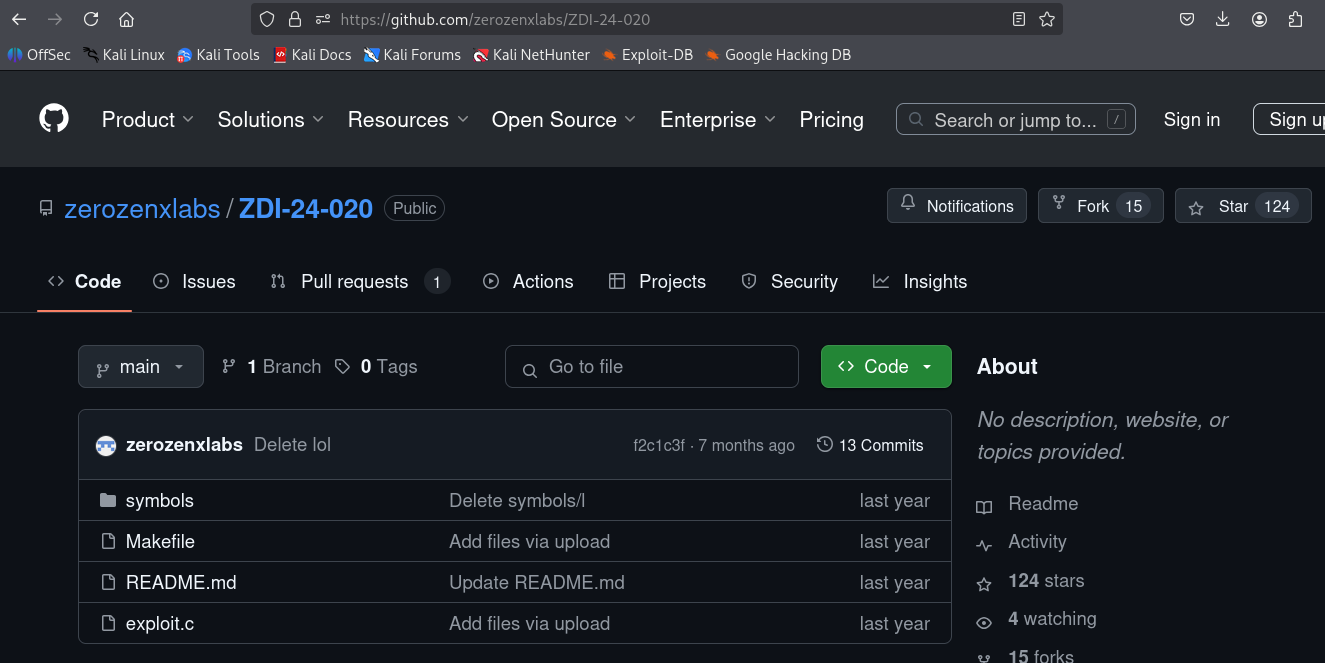 https://github.com/zerozenxlabs/ZDI-24-020
OffSec Kali Linux Kali Tools Kali Docs Kali Forums Kali NetHunter Exploit-DB Google Hacking DB
Product Solutions Resources Open Source Enterprise Pricing Search or jump to... / Sign in Sign up
zerozenxlabs / ZDI-24-020 Public Notifications Fork 15 Star 124
Code Issues Pull requests 1 Actions Projects Security Insights
main 1 Branch 0 Tags Go to file Code About
No description, website, or
topics provided.
zerozenxlabs Delete lol f2c1c3f · 7 months ago 13 Commits
symbols Delete symbols/l last year
Readme
Makefile Add files via upload last year
Activity
README.md Update README.md last year
124 stars
exploit.c Add files via upload last year
4 watching
15 forks